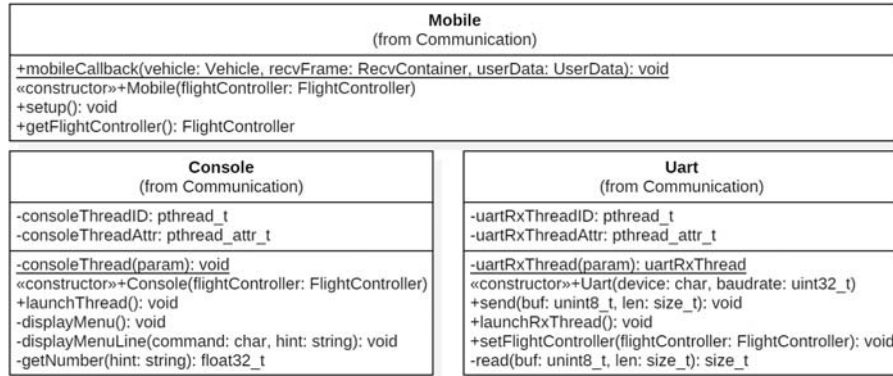 Mobile
(from Communication)
+mobileCallback(vehicle: Vehicle, recvFrame: RecvContainer, userData: UserData): void
«constructor»+Mobile(flightController: FlightController)
+setup(): void
+getFlightController(): FlightController
Console
(from Communication)
-consoleThreadID: pthread_t
-consoleThreadAttr: pthread_attr_t
-consoleThread(param): void
«constructor»+Console(flightController: FlightController)
+launchThread(): void
-displayMenu(): void
-displayMenuLine(command: char, hint: string): void
-getNumber(hint: string): float32_t
Uart
(from Communication)
-uartRxThreadID: pthread_t
-uartRxThreadAttr: pthread_attr_t
-uartRxThread(param): uartRxThread
«constructor»+Uart(device: char, baudrate: uint32_t)
+send(buf: unint8_t, len: size_t): void
+launchRxThread(): void
+setFlightController(flightController: FlightController): void
-read(buf: unint8_t, len: size_t): size_t